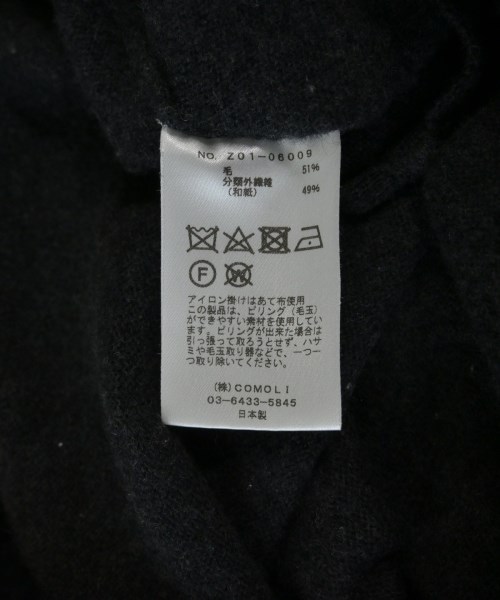 No. Z01-06009
毛 51%
分類外繊維 49%
(和紙)
F W
アイロン掛けはあて布使用
この製品は、ピリング(毛玉)
ができやすい素材を使用してい
ます。ピリングが出来た場合は
引っ張って取ろうとせず、ハサ
ミや毛玉取り器などで、一つ一
つ取り除いてください。
(株)COMOLI
03-6433-5845
日本製